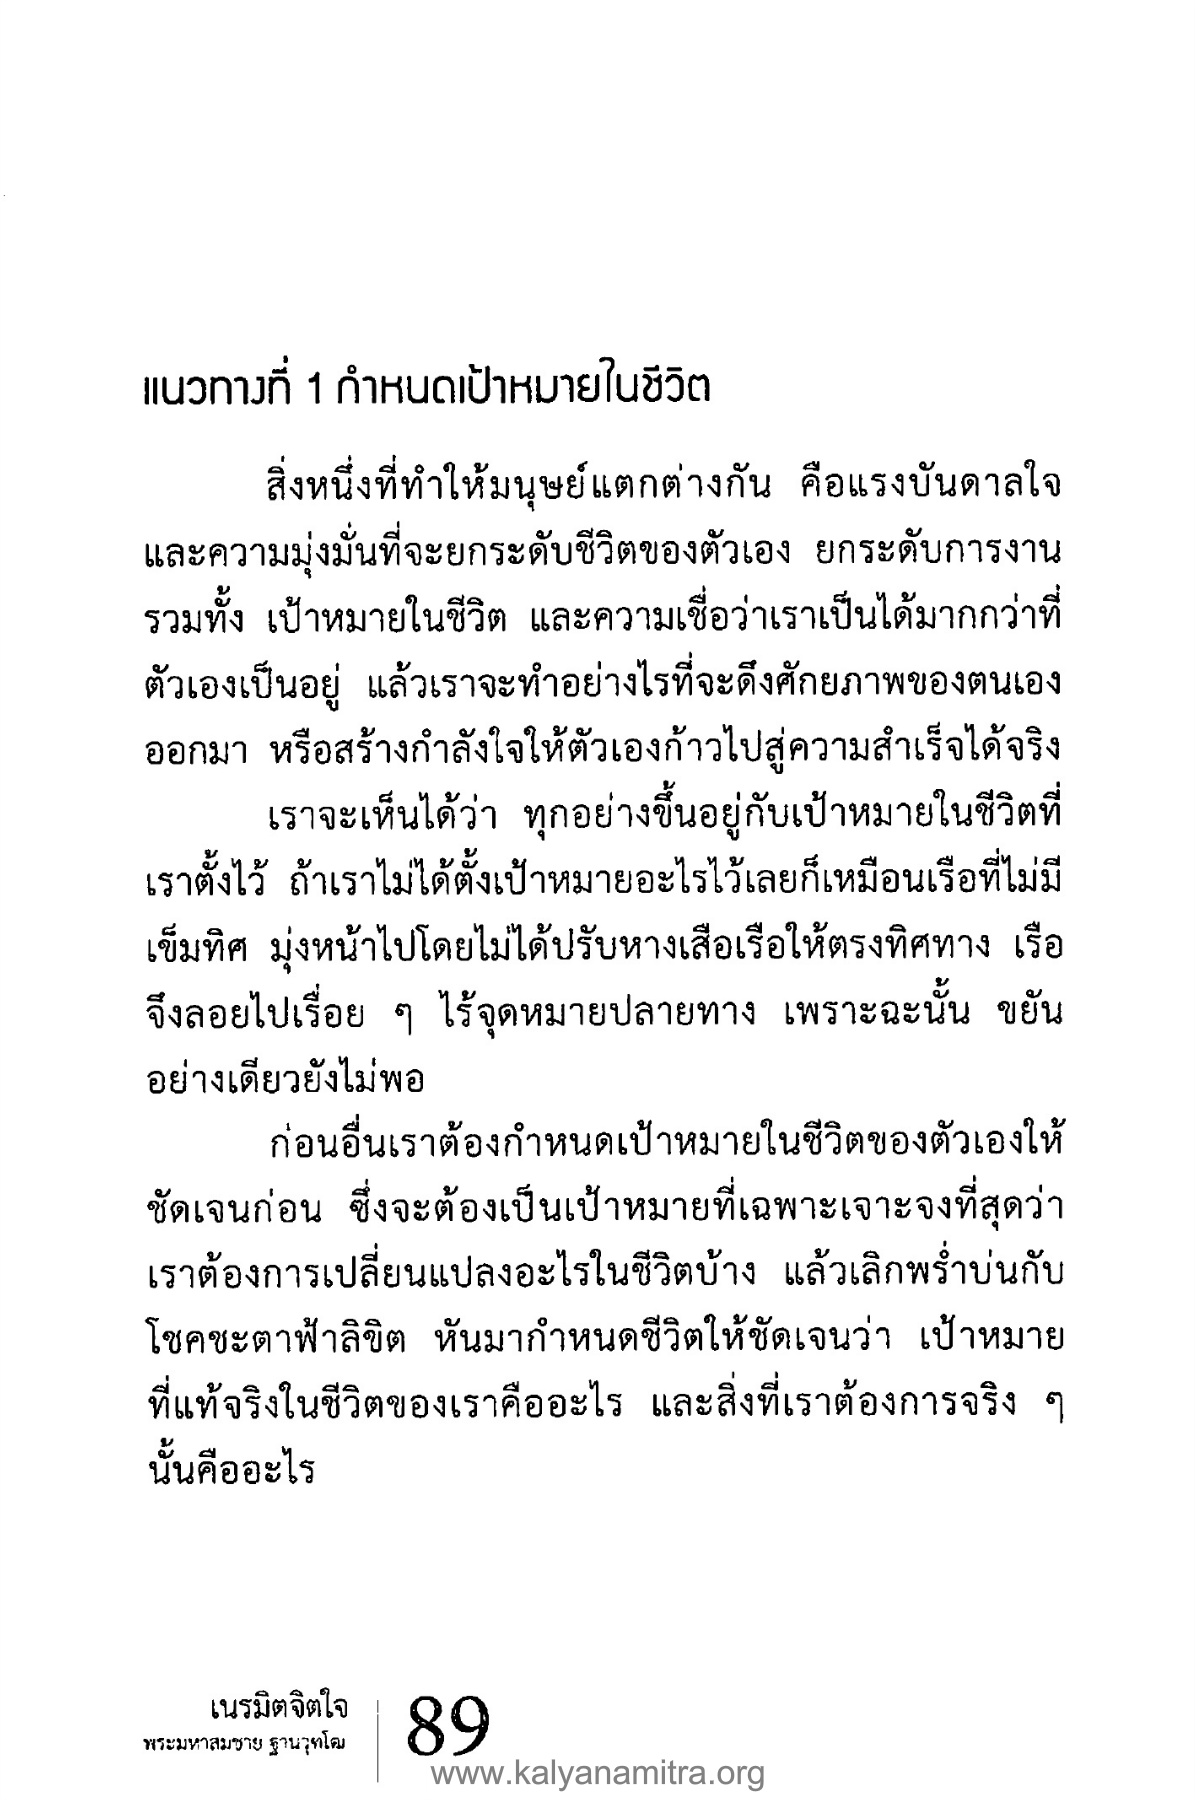 แนวทางที่ 1 กำหนดเป้าหมายในชีวิต
สิ่งหนึ่งที่ทำให้มนุษย์แตกต่างกัน คือแรงบันดาลใจ
และความมุ่งมั่นที่จะยกระดับชีวิตของตัวเอง ยกระดับการงาน
รวมทั้ง เป้าหมายในชีวิต และความเชื่อว่าเราเป็นได้มากกว่าที่
ตัวเองเป็นอยู่ แล้วเราจะทำอย่างไรที่จะดึงศักยภาพของตนเอง
ออกมา หรือสร้างกำลังใจให้ตัวเองก้าวไปสู่ความสำเร็จได้จริง
เราจะเห็นได้ว่า ทุกอย่างขึ้นอยู่กับเป้าหมายในชีวิตที่
เราตั้งไว้ ถ้าเราไม่ได้ตั้งเป้าหมายอะไรไว้เลยก็เหมือนเรือที่ไม่มี
เข็มทิศ มุ่งหน้าไปโดยไม่ได้ปรับหางเสือเรือให้ตรงทิศทาง เรือ
จึงลอยไปเรื่อย ๆ ไร้จุดหมายปลายทาง เพราะฉะนั้น ขยัน
อย่างเดียวยังไม่พอ
ก่อนอื่นเราต้องกำหนดเป้าหมายในชีวิตของตัวเองให้
ชัดเจนก่อน ซึ่งจะต้องเป็นเป้าหมายที่เฉพาะเจาะจงที่สุดว่า
เราต้องการเปลี่ยนแปลงอะไรในชีวิตบ้าง แล้วเลิกพร่ำบ่นกับ
โชคชะตาฟ้าลิขิต หันมากำหนดชีวิตให้ชัดเจนว่า เป้าหมาย
ที่แท้จริงในชีวิตของเราคืออะไร และสิ่งที่เราต้องการจริง ๆ
นั้นคืออะไร
เนรมิตจิตใจ
พระมหาสมชาย ฐานวุฑโฒ
89
www.kalyanamitra.org